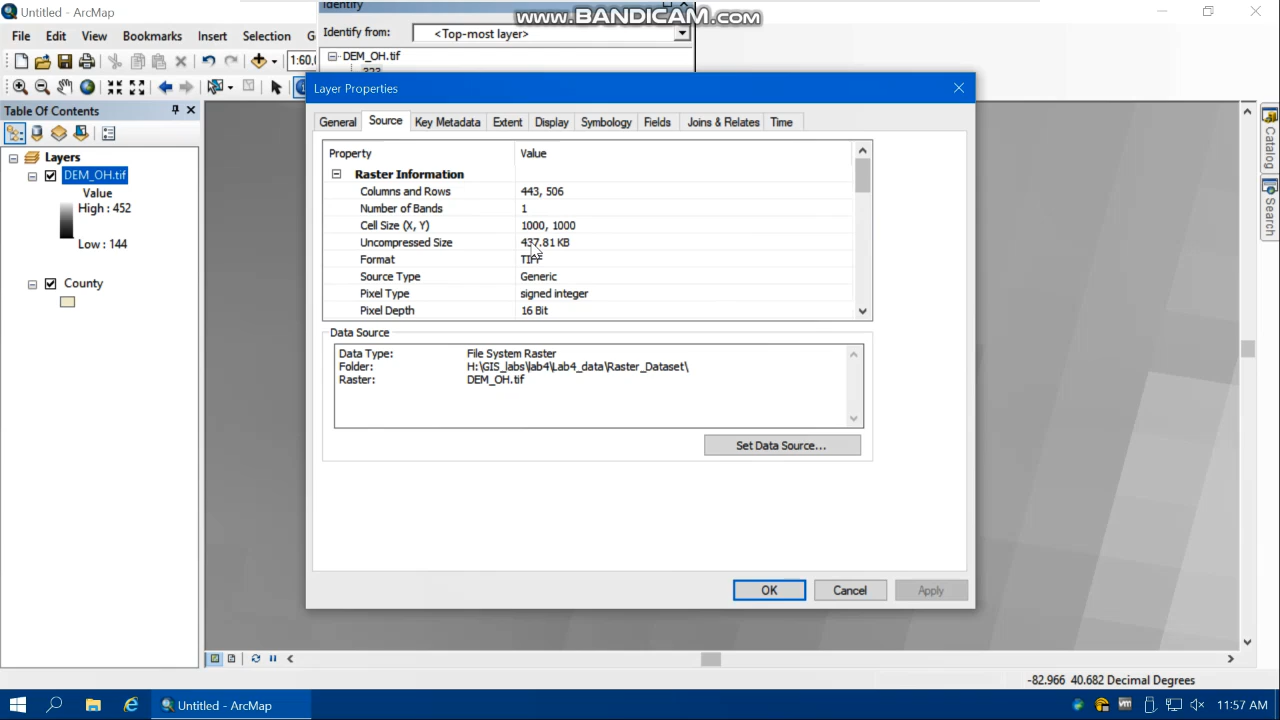 Untitled - ArcMap
Identify
www.BANDICAM.com
File Edit View Bookmarks Insert Selection
Identify from: <Top-most layer>
DEM_OH.tif
1:60.
Layer Properties
Table Of Contents
General Source Key Metadata Extent Display Symbology Fields Joins & Relates Time
Layers
DEM_OH.tif
Value
High : 452
Low : 144
County
Property Value
Raster Information
Columns and Rows 443, 506
Number of Bands 1
Cell Size (X, Y) 1000, 1000
Uncompressed Size 437.81 KB
Format TIFF
Source Type Generic
Pixel Type signed integer
Pixel Depth 16 Bit
Data Source
Data Type: File System Raster
Folder: H:\GIS_labs\lab4\Lab4_data\Raster_Dataset\
Raster: DEM_OH.tif
Set Data Source...
OK Cancel Apply
Catalog
Search
-82.966 40.682 Decimal Degrees
Untitled - ArcMap
11:57 AM